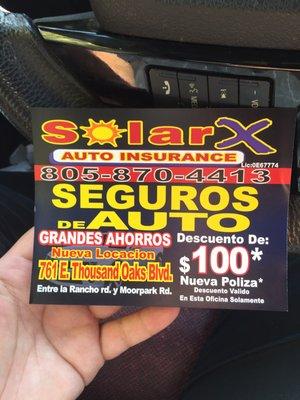 SolarX
AUTO INSURANCE
Lic:0E67774
805-870-4413
SEGUROS
DE AUTO
GRANDES AHORROS
Nueva Locacion
761 E. Thousand Oaks Blvd.
Entre la Rancho rd. y Moorpark Rd.
Descuento De:
$100*
Nueva Poliza*
Descuento Valido
En Esta Oficina Solamente